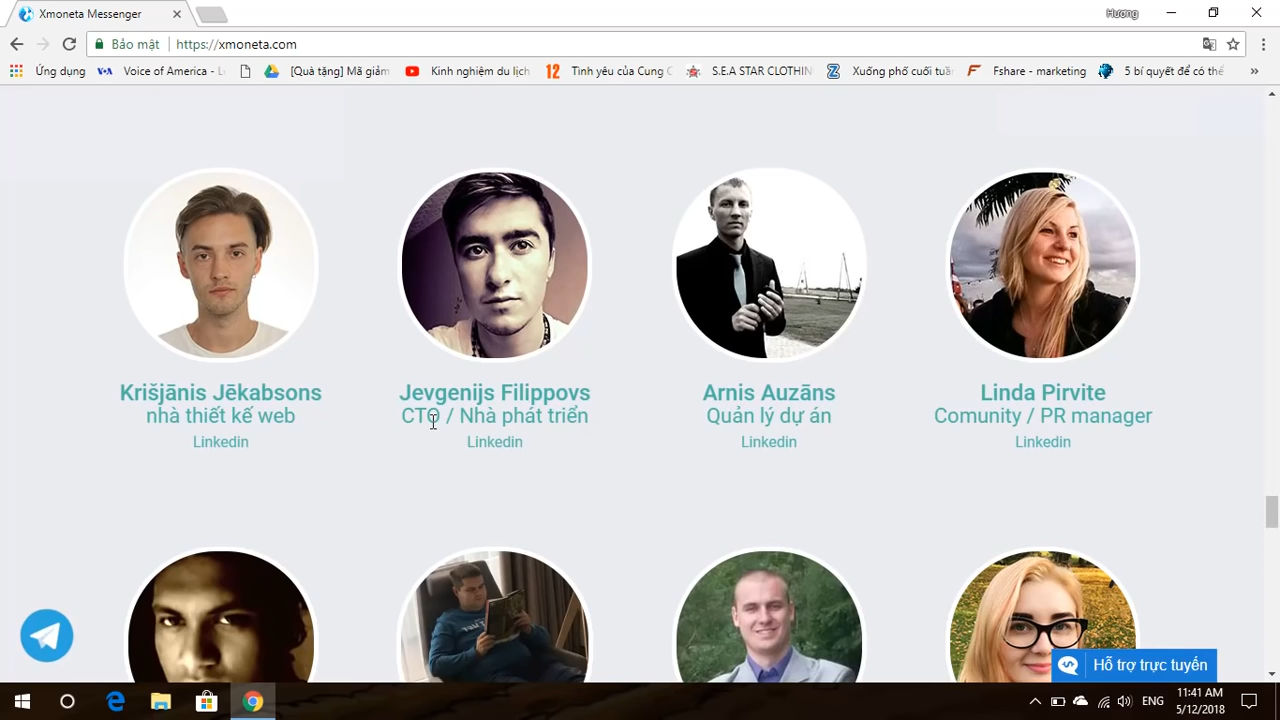 Xmoneta Messenger
Hương
Bảo mật
https://xmoneta.com
Ứng dụng
VOA
Voice of America - L
[Quà tặng] Mã giảm
Kinh nghiệm du lịch
12
Tình yêu của Cung
S.E.A STAR CLOTHIN
Z
Xuống phố cuối tuần
F
Fshare - marketing
5 bí quyết để có thể
»
Krišjānis Jēkabsons
nhà thiết kế web
Linkedin
Jevgenijs Filippovs
CTO / Nhà phát triển
Linkedin
Arnis Auzāns
Quản lý dự án
Linkedin
Linda Pirvite
Comunity / PR manager
Linkedin
Hỗ trợ trực tuyến
ENG
11:41 AM
5/12/2018